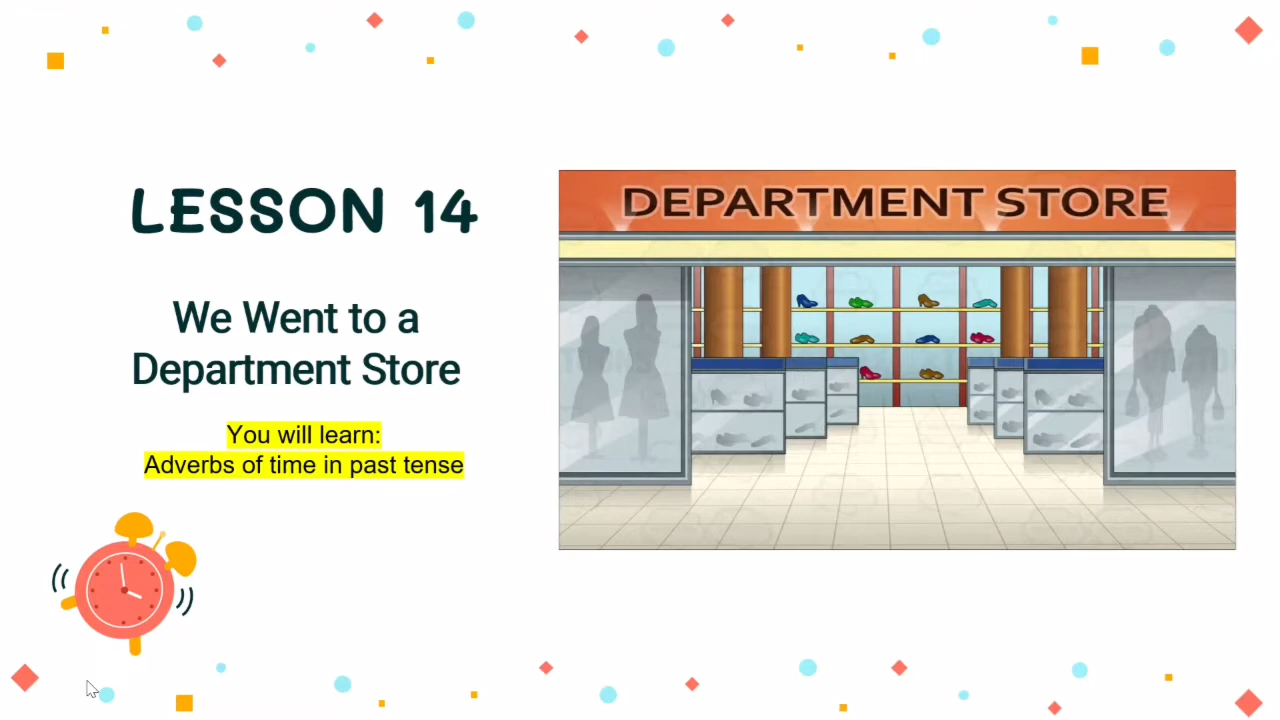 LESSON 14
We Went to a
Department Store
You will learn:
Adverbs of time in past tense
DEPARTMENT STORE